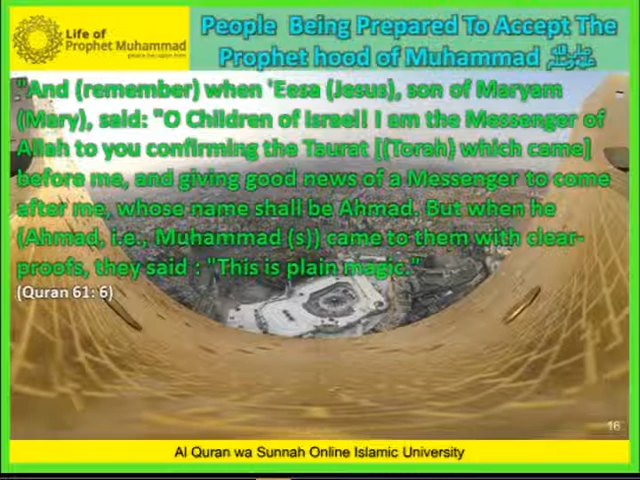 Life of
Prophet Muhammad
peace be upon him
People Being Prepared To Accept The
Prophet hood of Muhammad ﷺ
"And (remember) when 'Eesa (Jesus), son of Maryam
(Mary), said: "O Children of Israel! I am the Messenger of
Allah to you confirming the Taurat [(Torah) which came]
before me, and giving good news of a Messenger to come
after me, whose name shall be Ahmad. But when he
(Ahmad, i.e., Muhammad (s)) came to them with clear-
proofs, they said : "This is plain magic."
(Quran 61: 6)
16
Al Quran wa Sunnah Online Islamic University